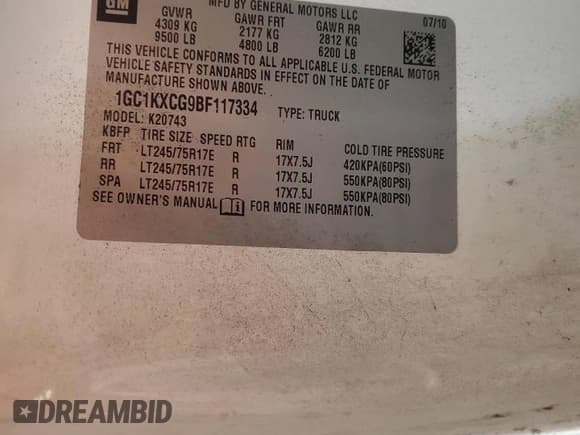 GM
MFD BY GENERAL MOTORS LLC
07/10
GVWR GAWR FRT GAWR RR
4309 KG 2177 KG 2812 KG
9500 LB 4800 LB 6200 LB
THIS VEHICLE CONFORMS TO ALL APPLICABLE U.S. FEDERAL MOTOR
VEHICLE SAFETY STANDARDS IN EFFECT ON THE DATE OF
MANUFACTURE SHOWN ABOVE.
1GC1KXCG9BF117334 TYPE: TRUCK
MODEL: K20743
KBFP TIRE SIZE SPEED RTG RIM COLD TIRE PRESSURE
FRT LT245/75R17E R 17X7.5J 420KPA(60PSI)
RR LT245/75R17E R 17X7.5J 550KPA(80PSI)
SPA LT245/75R17E R 17X7.5J 550KPA(80PSI)
SEE OWNER'S MANUAL FOR MORE INFORMATION.
DREAMBID